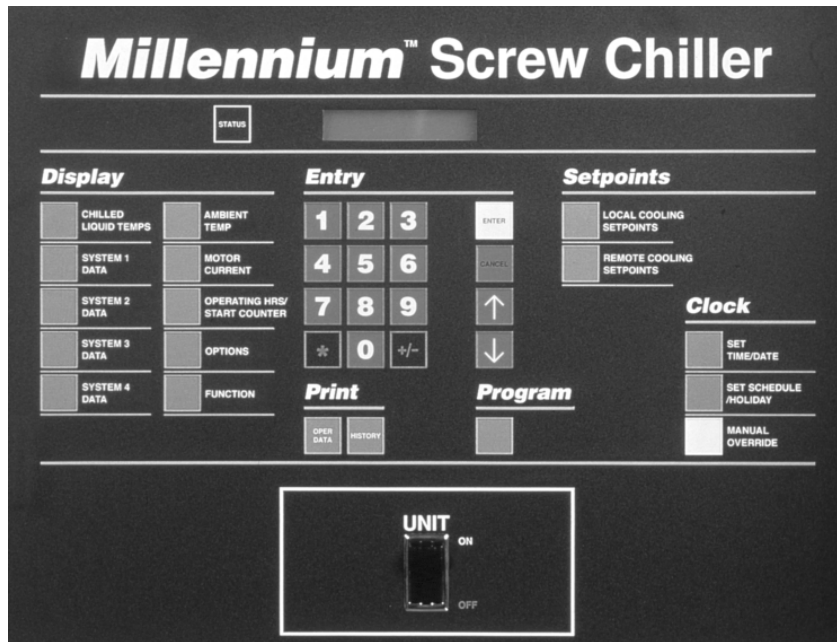 Millennium™ Screw Chiller
STATUS
Display
CHILLED
LIQUID TEMPS
SYSTEM 1
DATA
SYSTEM 2
DATA
SYSTEM 3
DATA
SYSTEM 4
DATA
AMBIENT
TEMP
MOTOR
CURRENT
OPERATING HRS/
START COUNTER
OPTIONS
FUNCTION
Entry
1 2 3 ENTER
4 5 6 CANCEL
7 8 9 ↑
* 0 +/- ↓
Print
OPER
DATA
HISTORY
Program
Setpoints
LOCAL COOLING
SETPOINTS
REMOTE COOLING
SETPOINTS
Clock
SET
TIME/DATE
SET SCHEDULE
/HOLIDAY
MANUAL
OVERRIDE
UNIT
ON
OFF